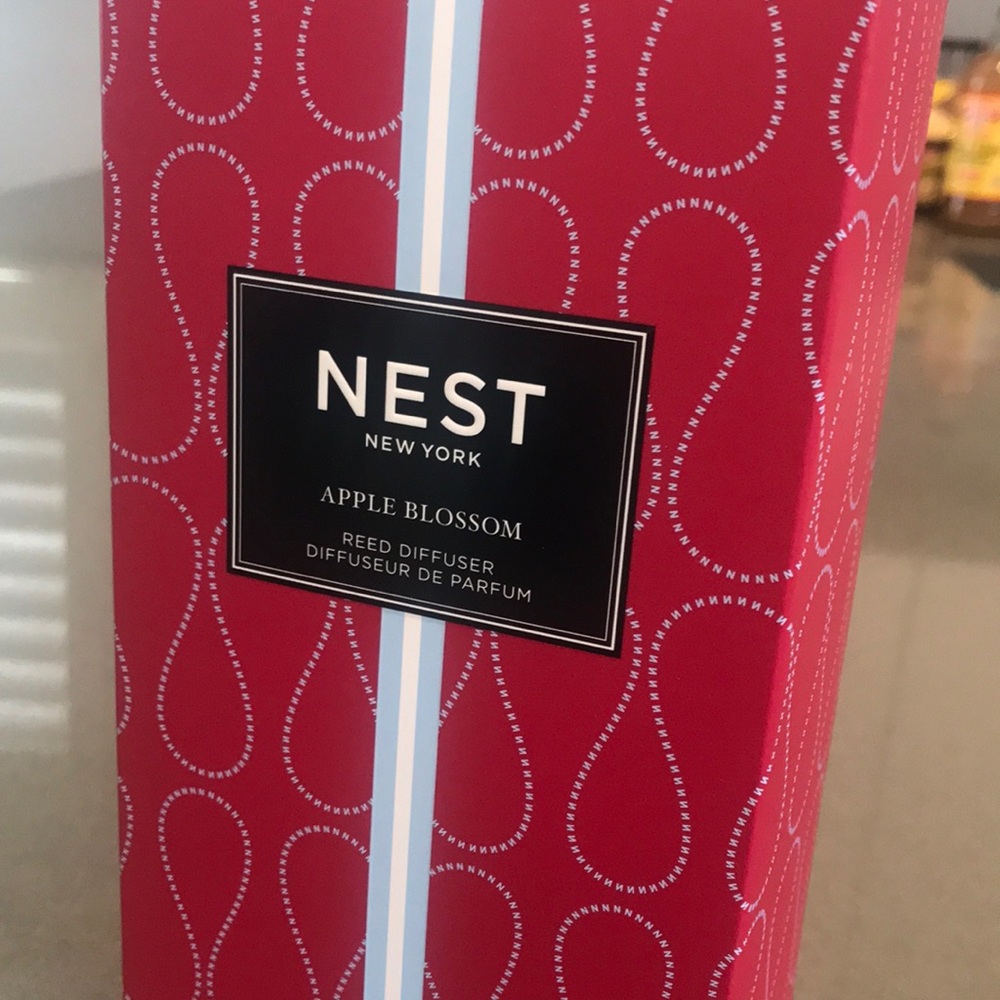 NEST
NEW YORK
APPLE BLOSSOM
REED DIFFUSER
DIFFUSEUR DE PARFUM